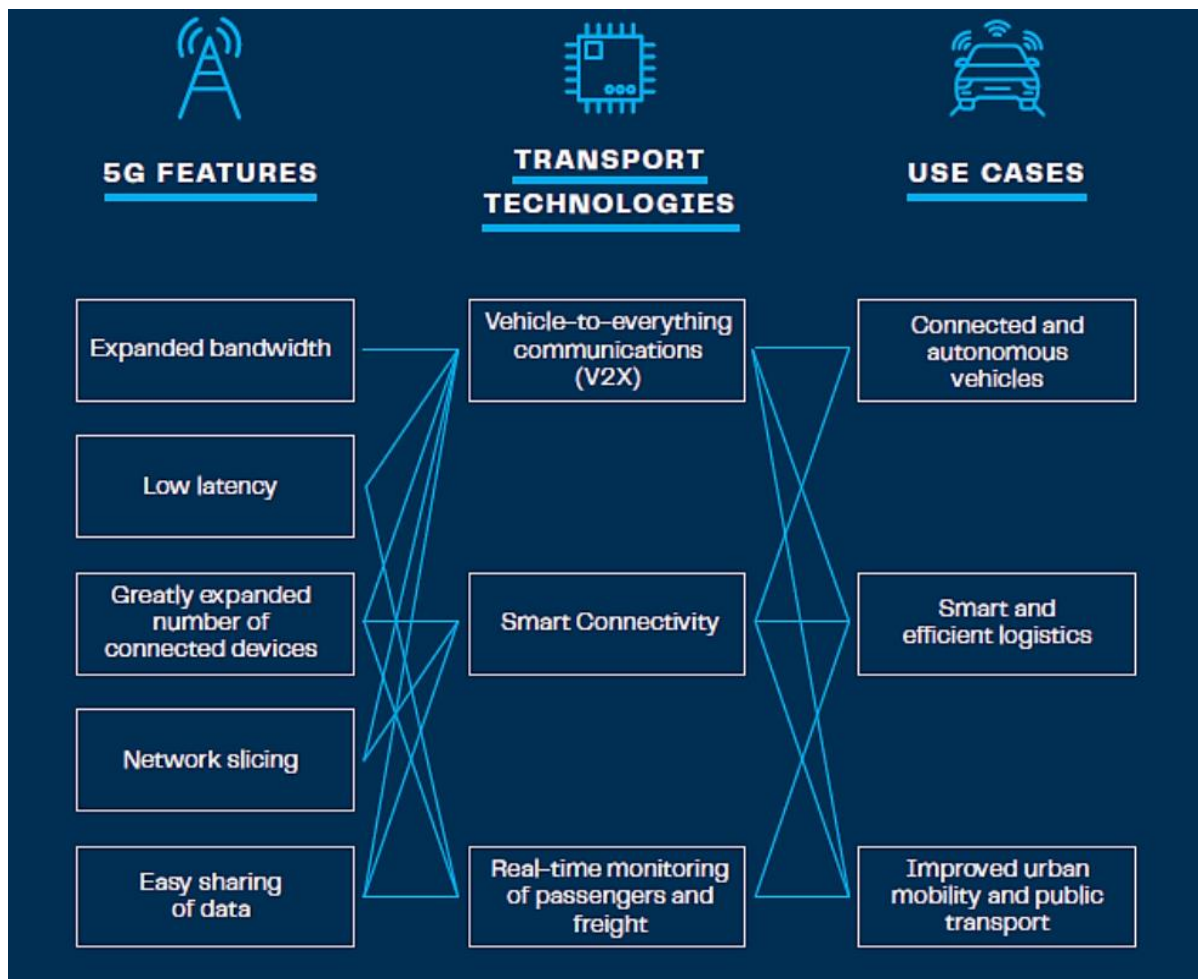 5G FEATURES
TRANSPORT
TECHNOLOGIES
USE CASES
Expanded bandwidth
Low latency
Greatly expanded
number of
connected devices
Network slicing
Easy sharing
of data
Vehicle-to-everything
communications
(V2X)
Smart Connectivity
Real-time monitoring
of passengers and
freight
Connected and
autonomous
vehicles
Smart and
efficient logistics
Improved urban
mobility and public
transport